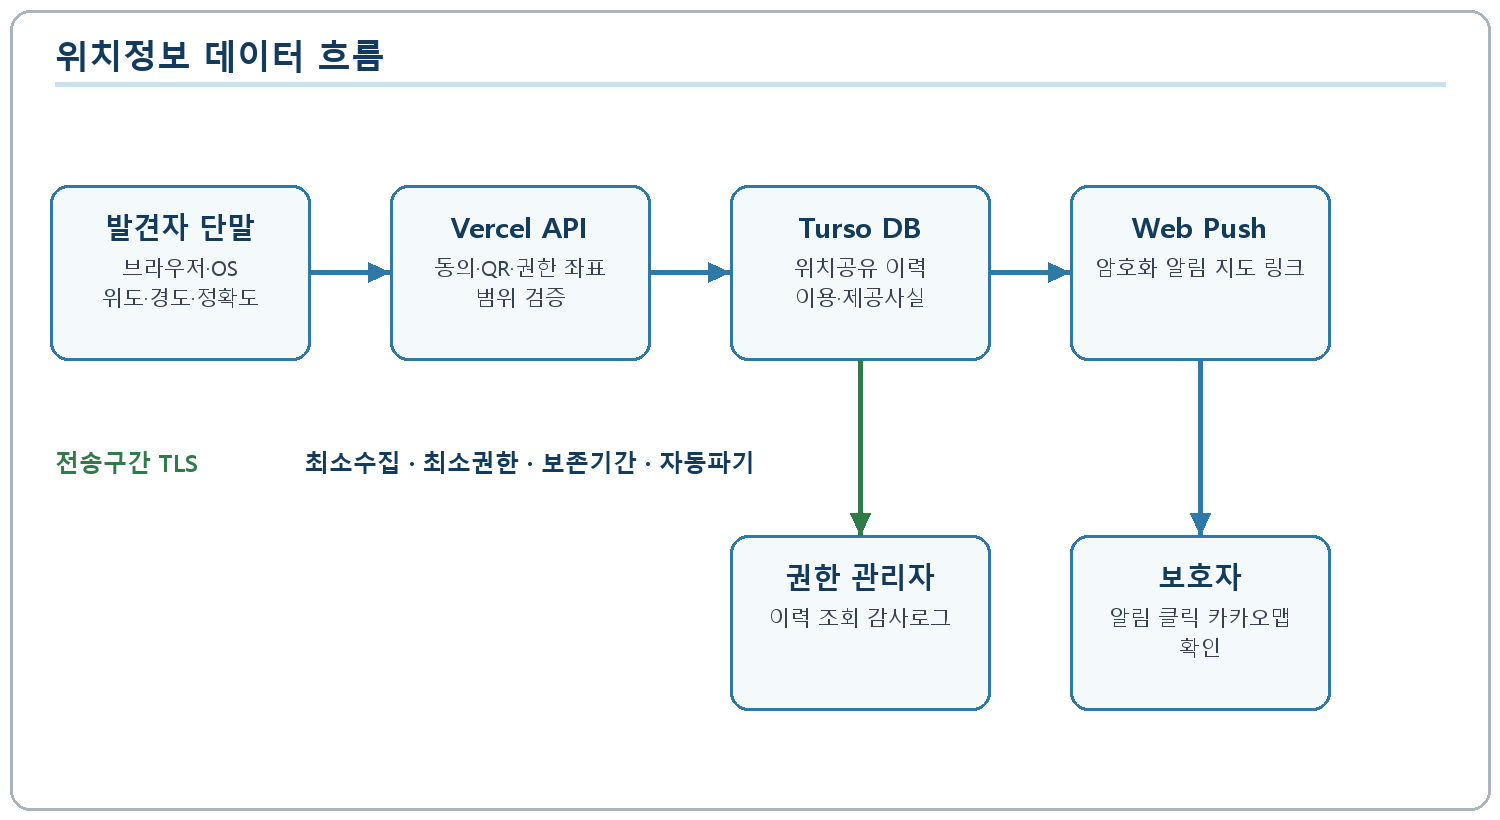 위치정보 데이터 흐름
발견자 단말
브라우저·OS
위도·경도·정확도
Vercel API
동의·QR·권한 좌표
범위 검증
Turso DB
위치공유 이력
이용·제공사실
Web Push
암호화 알림 지도 링크
전송구간 TLS
최소수집 · 최소권한 · 보존기간 · 자동파기
권한 관리자
이력 조회 감사로그
보호자
알림 클릭 카카오맵
확인